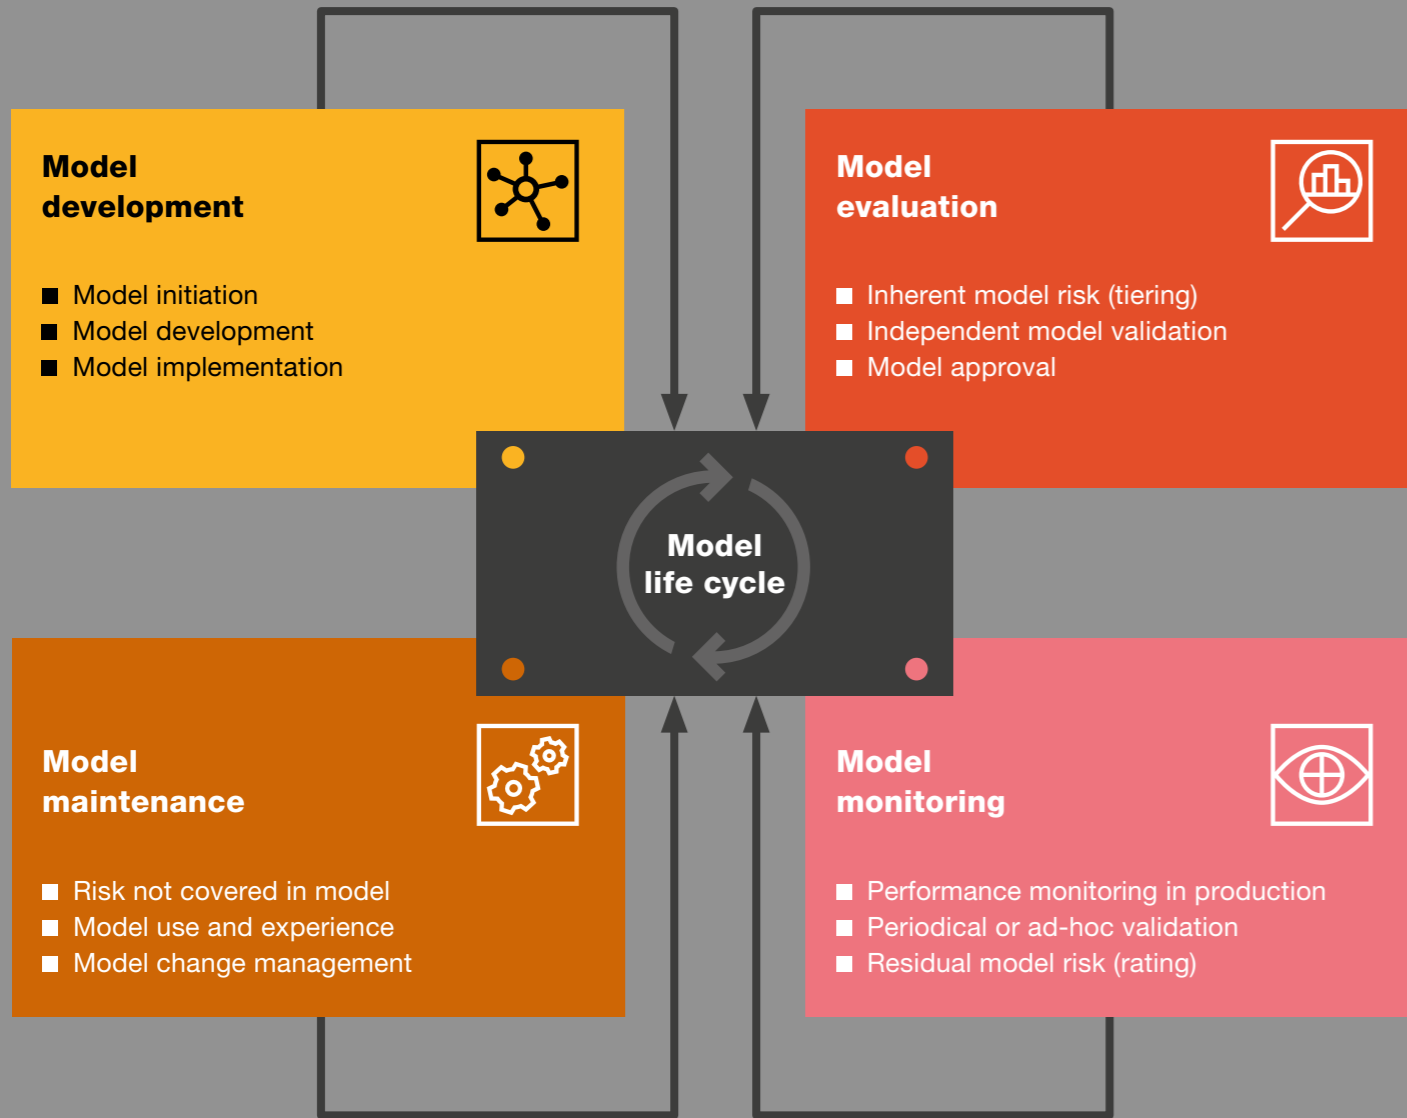 Model
development
■ Model initiation
■ Model development
■ Model implementation
Model
evaluation
■ Inherent model risk (tiering)
■ Independent model validation
■ Model approval
Model
life cycle
Model
maintenance
■ Risk not covered in model
■ Model use and experience
■ Model change management
Model
monitoring
■ Performance monitoring in production
■ Periodical or ad-hoc validation
■ Residual model risk (rating)